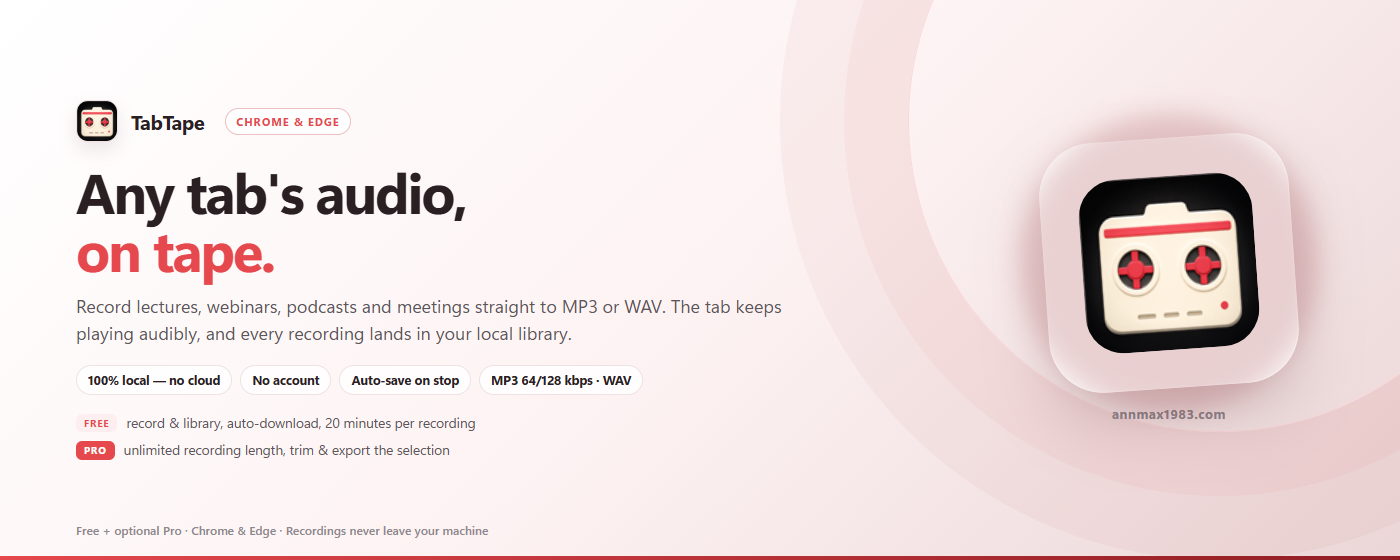 TabTape
CHROME & EDGE
Any tab's audio,
on tape.
Record lectures, webinars, podcasts and meetings straight to MP3 or WAV. The tab keeps
playing audibly, and every recording lands in your local library.
100% local — no cloud
No account
Auto-save on stop
MP3 64/128 kbps · WAV
FREE record & library, auto-download, 20 minutes per recording
PRO unlimited recording length, trim & export the selection
annmax1983.com
Free + optional Pro · Chrome & Edge · Recordings never leave your machine